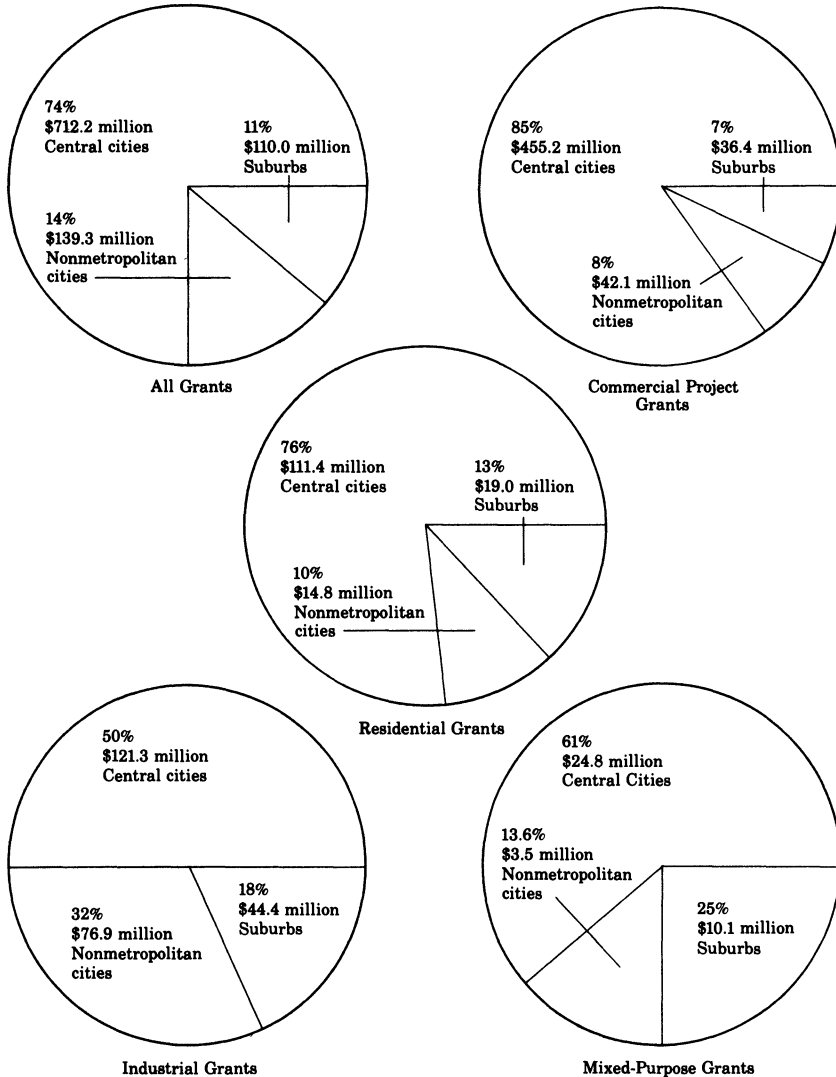 74%
$712.2 million
Central cities
11%
$110.0 million
Suburbs
14%
$139.3 million
Nonmetropolitan
cities
All Grants
85%
$455.2 million
Central cities
7%
$36.4 million
Suburbs
8%
$42.1 million
Nonmetropolitan
cities
Commercial Project
Grants
76%
$111.4 million
Central cities
13%
$19.0 million
Suburbs
10%
$14.8 million
Nonmetropolitan
cities
Residential Grants
50%
$121.3 million
Central cities
18%
$44.4 million
Suburbs
32%
$76.9 million
Nonmetropolitan
cities
Industrial Grants
61%
$24.8 million
Central Cities
13.6%
$3.5 million
Nonmetropolitan
cities
25%
$10.1 million
Suburbs
Mixed-Purpose Grants